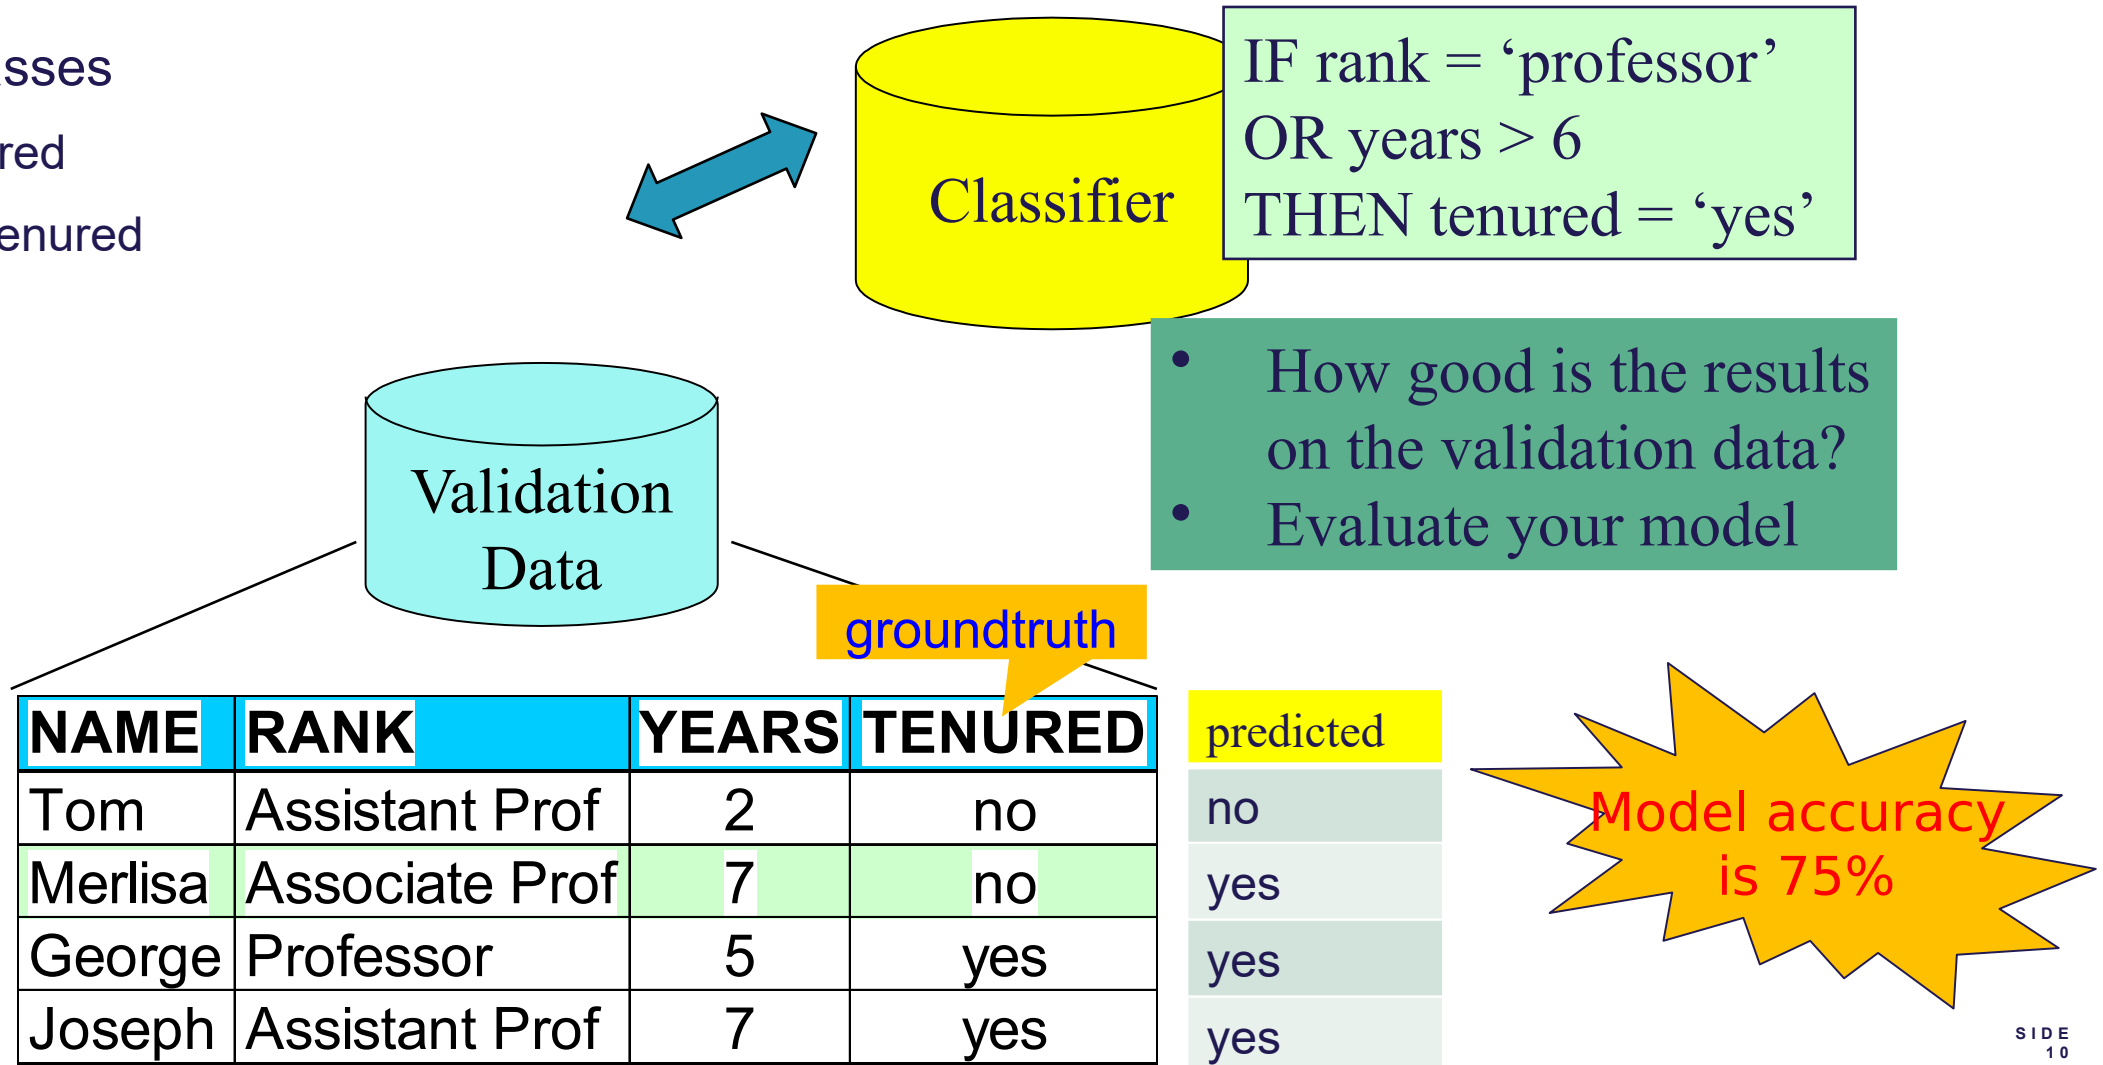 sses
red
enured
Classifier
IF rank = ‘professor’
OR years > 6
THEN tenured = ‘yes’
• How good is the results
on the validation data?
• Evaluate your model
Validation
Data
groundtruth
NAME RANK YEARS TENURED predicted
Tom Assistant Prof 2 no no
Merlisa Associate Prof 7 no yes
George Professor 5 yes yes
Joseph Assistant Prof 7 yes yes
Model accuracy
is 75%
SIDE
10